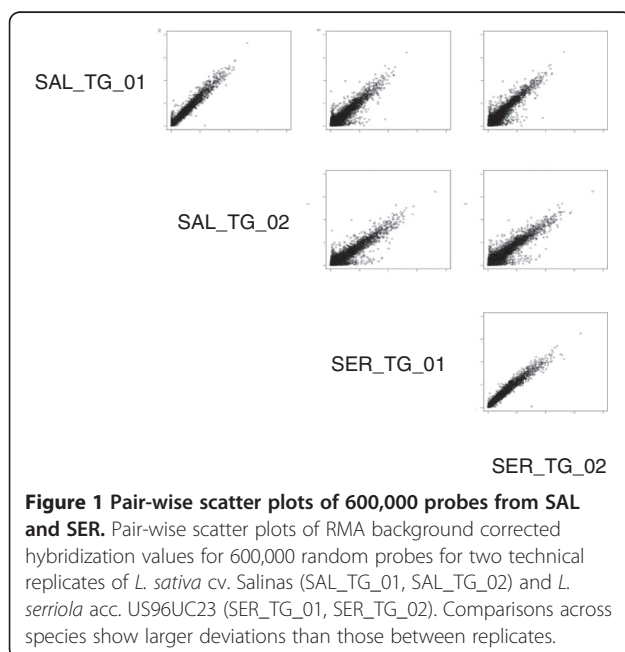 SAL_TG_01
SAL_TG_02
SER_TG_01
SER_TG_02
Figure 1 Pair-wise scatter plots of 600,000 probes from SAL
and SER. Pair-wise scatter plots of RMA background corrected
hybridization values for 600,000 random probes for two technical
replicates of L. sativa cv. Salinas (SAL_TG_01, SAL_TG_02) and L.
serriola acc. US96UC23 (SER_TG_01, SER_TG_02). Comparisons across
species show larger deviations than those between replicates.